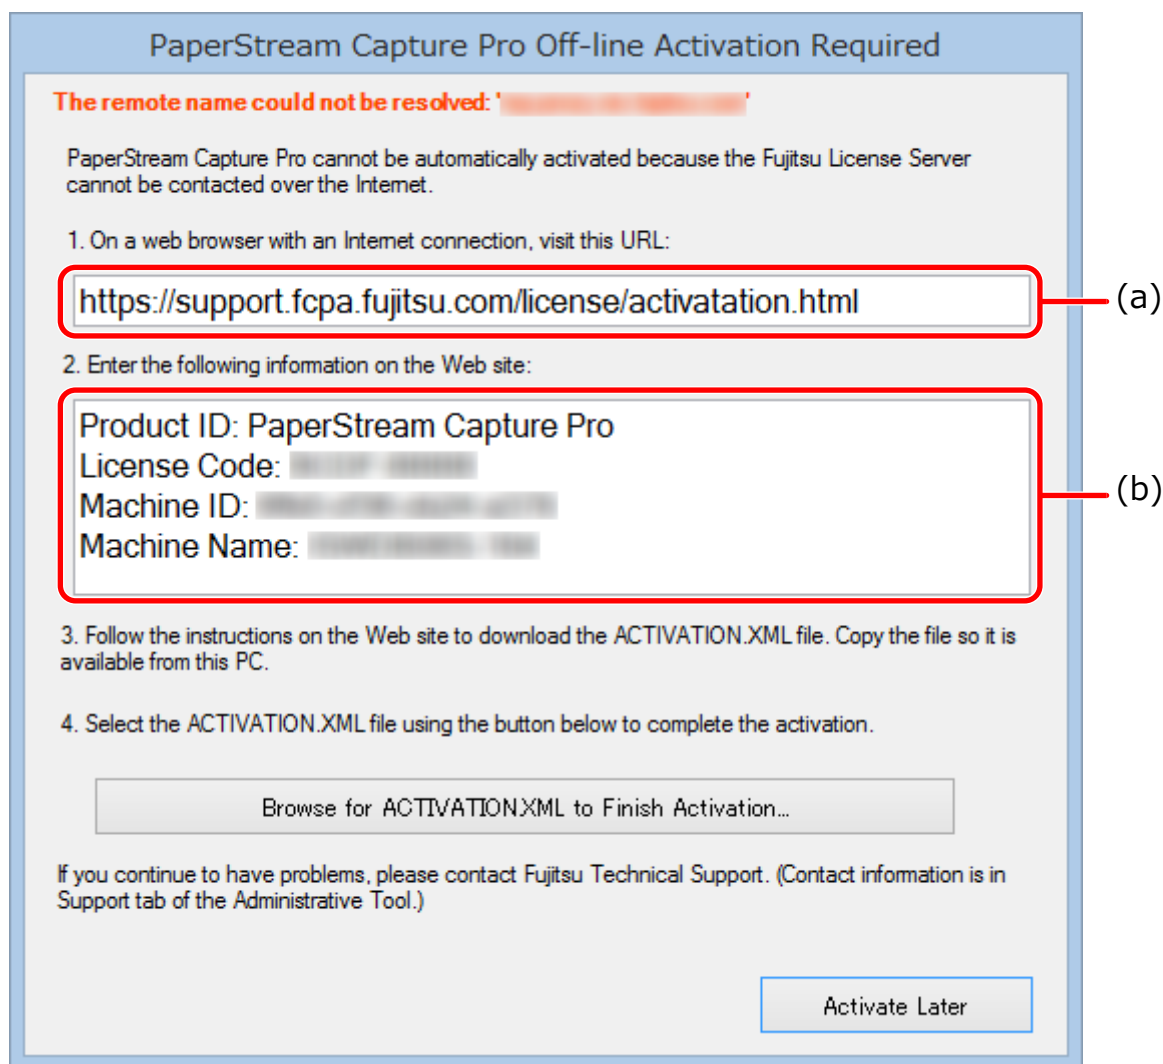 PaperStream Capture Pro Off-line Activation Required
The remote name could not be resolved: ' '
PaperStream Capture Pro cannot be automatically activated because the Fujitsu License Server
cannot be contacted over the Internet.
1. On a web browser with an Internet connection, visit this URL:
https://support.fcpa.fujitsu.com/license/activatation.html
(a)
2. Enter the following information on the Web site:
Product ID: PaperStream Capture Pro
License Code:
Machine ID:
Machine Name:
(b)
3. Follow the instructions on the Web site to download the ACTIVATION.XML file. Copy the file so it is
available from this PC.
4. Select the ACTIVATION.XML file using the button below to complete the activation.
Browse for ACTIVATION.XML to Finish Activation...
If you continue to have problems, please contact Fujitsu Technical Support. (Contact information is in
Support tab of the Administrative Tool.)
Activate Later